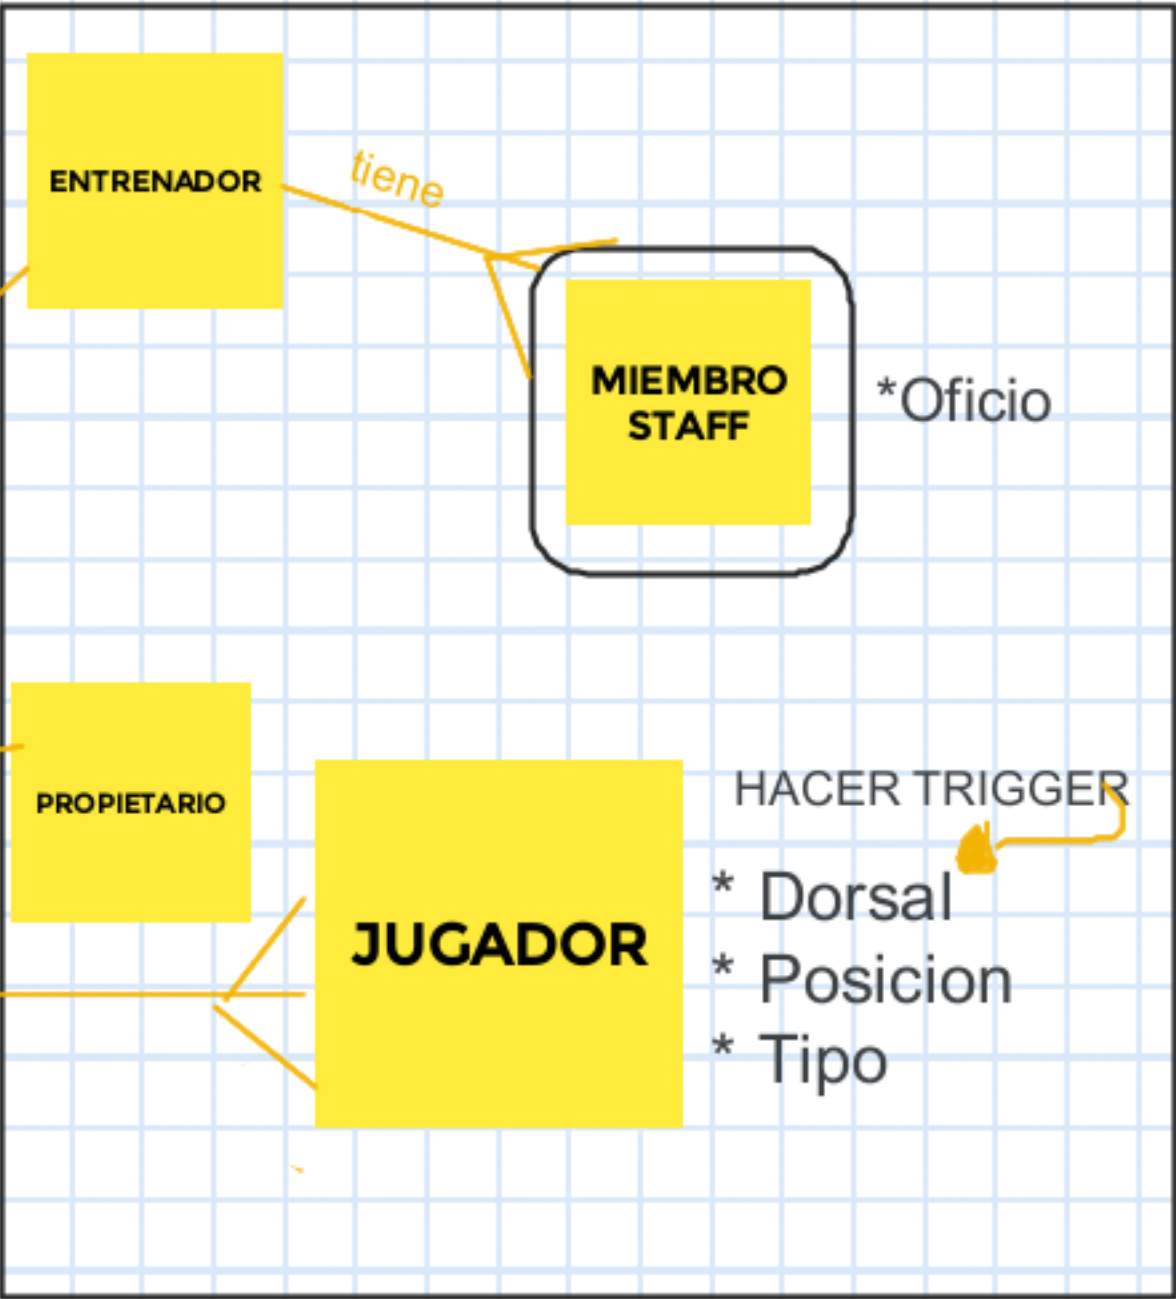 ENTRENADOR
tiene
MIEMBRO
STAFF
*Oficio
PROPIETARIO
JUGADOR
HACER TRIGGER
* Dorsal
* Posicion
* Tipo